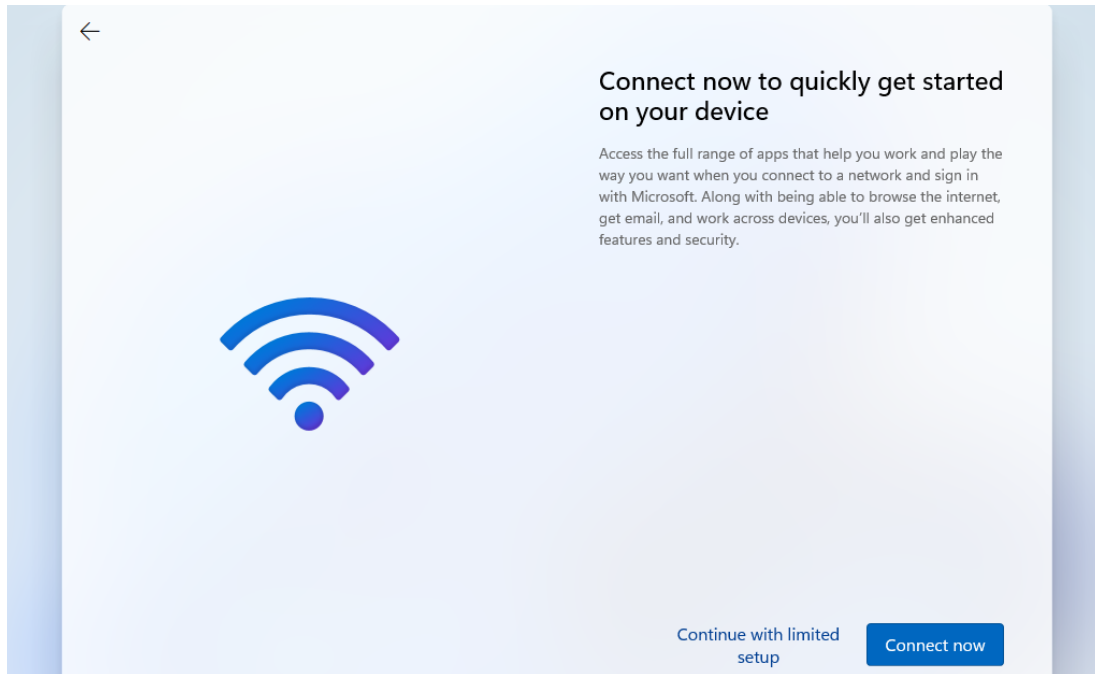 Connect now to quickly get started
on your device
Access the full range of apps that help you work and play the
way you want when you connect to a network and sign in
with Microsoft. Along with being able to browse the internet,
get email, and work across devices, you'll also get enhanced
features and security.
Continue with limited
setup
Connect now